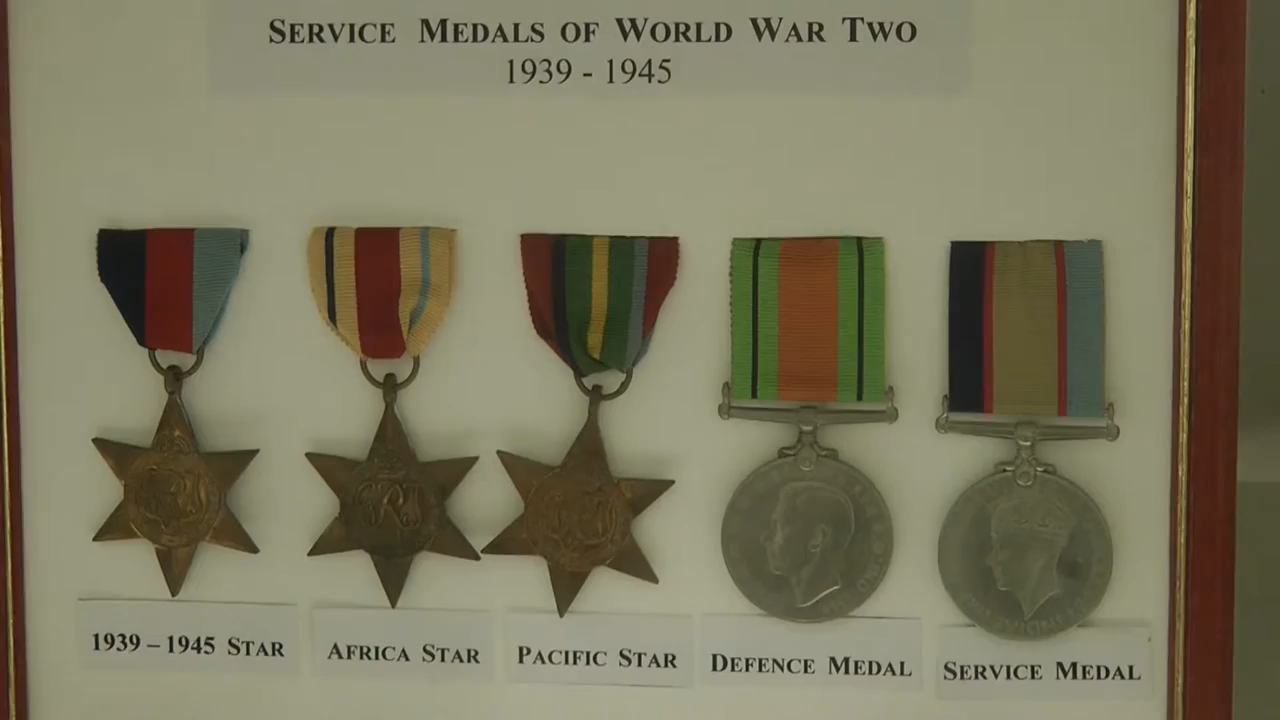 SERVICE MEDALS OF WORLD WAR TWO
1939 - 1945
1939 – 1945 STAR
AFRICA STAR
PACIFIC STAR
DEFENCE MEDAL
SERVICE MEDAL